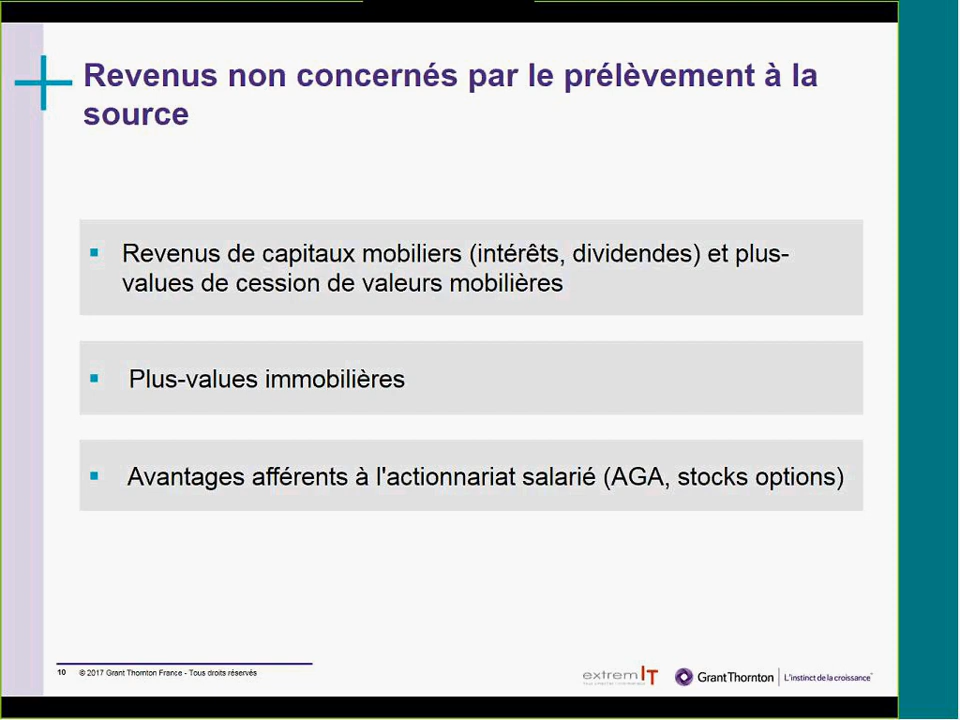 Revenus non concernés par le prélèvement à la
source
▪ Revenus de capitaux mobiliers (intérêts, dividendes) et plus-
values de cession de valeurs mobilières
▪ Plus-values immobilières
▪ Avantages afférents à l'actionnariat salarié (AGA, stocks options)
10 © 2017 Grant Thornton France - Tous droits réservés
extremIT
GrantThornton | L'instinct de la croissance